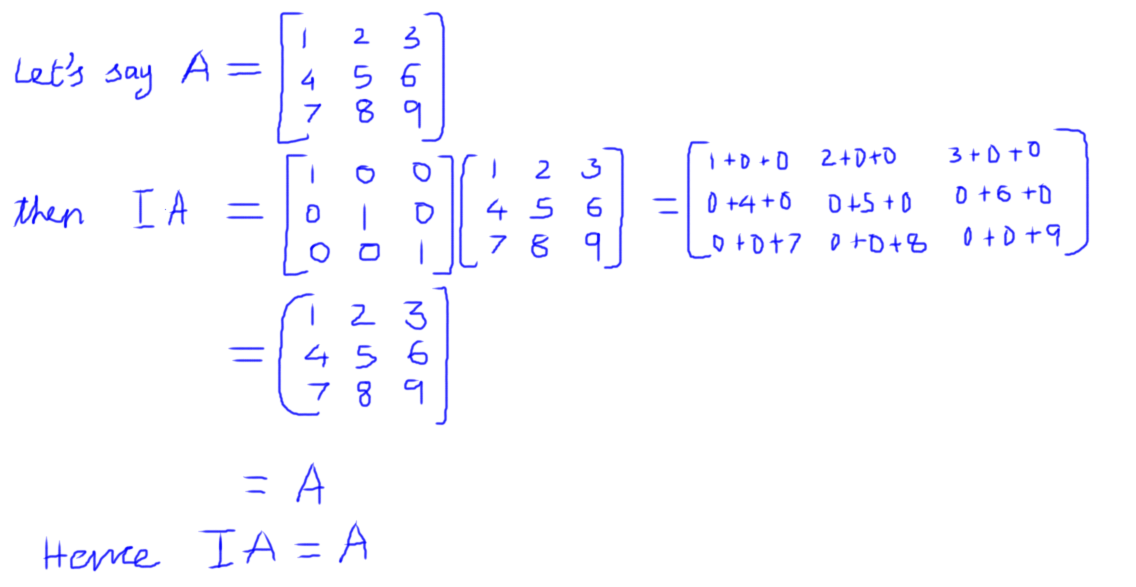 Let's say A = [1 2 3
4 5 6
7 8 9]
then IA = [1 0 0
0 1 0
0 0 1] [1 2 3
4 5 6
7 8 9] = [1+0+0 2+0+0 3+0+0
0+4+0 0+5+0 0+6+0
0+0+7 0+0+8 0+0+9]
= [1 2 3
4 5 6
7 8 9]
= A
Hence IA = A